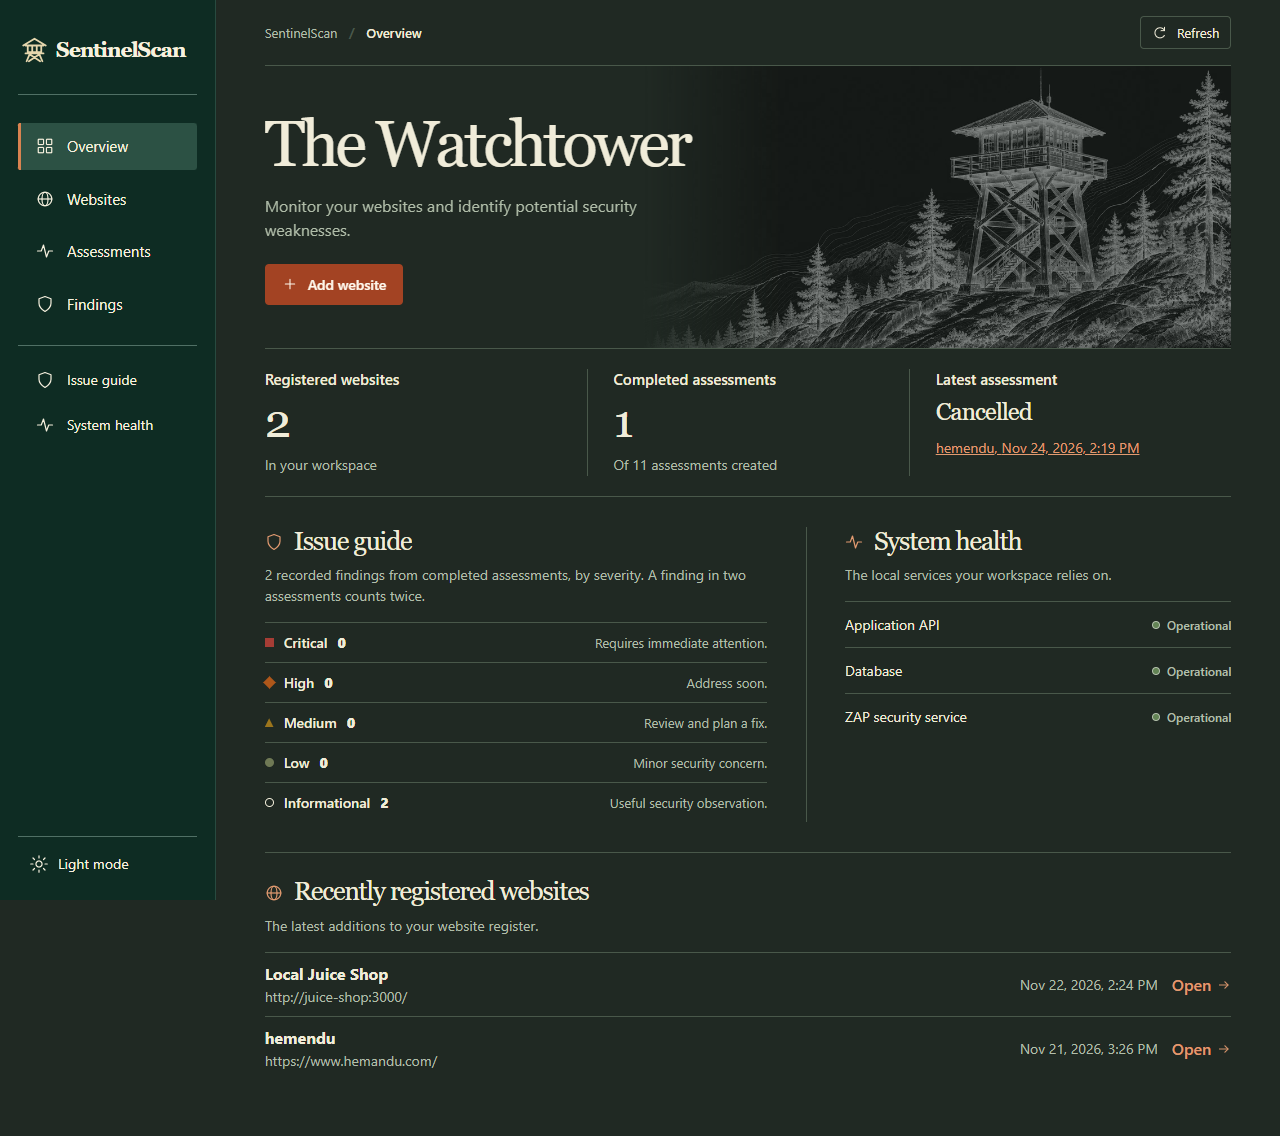 SentinelScan
Overview
Websites
Assessments
Findings
Issue guide
System health
Light mode
SentinelScan / Overview
Refresh
The Watchtower
Monitor your websites and identify potential security
weaknesses.
+ Add website
Registered websites
2
In your workspace
Completed assessments
1
Of 11 assessments created
Latest assessment
Cancelled
hemendu, Nov 24, 2026, 2:19 PM
Issue guide
2 recorded findings from completed assessments, by severity. A finding in two
assessments counts twice.
Critical 0 Requires immediate attention.
High 0 Address soon.
Medium 0 Review and plan a fix.
Low 0 Minor security concern.
Informational 2 Useful security observation.
System health
The local services your workspace relies on.
Application API Operational
Database Operational
ZAP security service Operational
Recently registered websites
The latest additions to your website register.
Local Juice Shop
http://juice-shop:3000/
Nov 22, 2026, 2:24 PM Open →
hemendu
https://www.hemandu.com/
Nov 21, 2026, 3:26 PM Open →